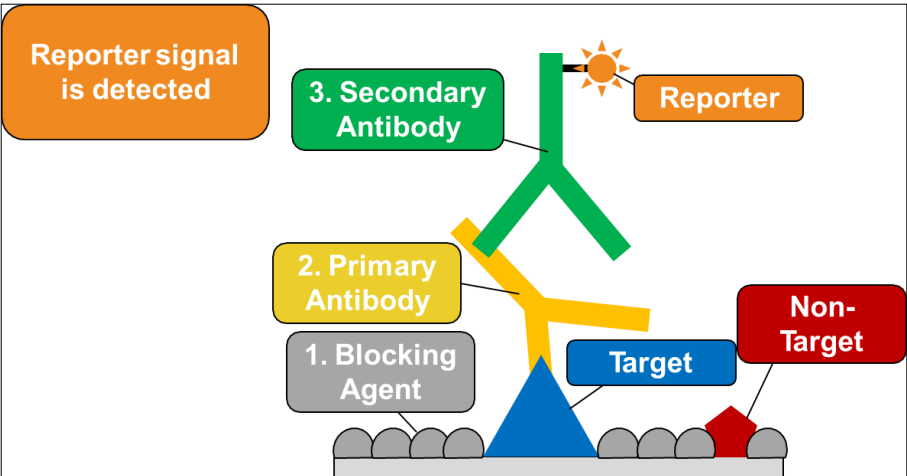 Reporter signal
is detected
3. Secondary
Antibody
Reporter
2. Primary
Antibody
Non-
Target
1. Blocking
Agent
Target